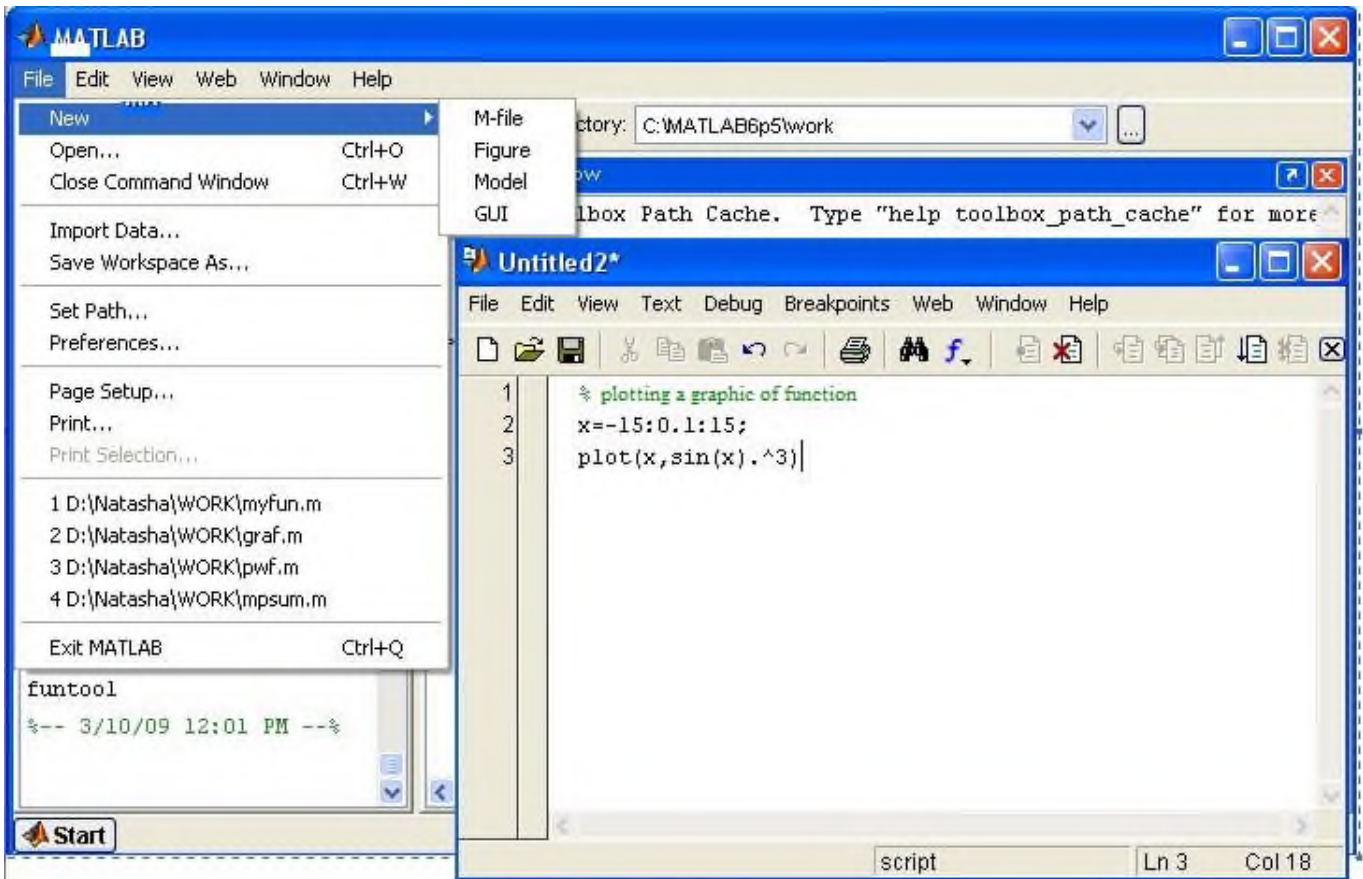 MATLAB
File Edit View Web Window Help
New
Open... Ctrl+O
Close Command Window Ctrl+W
Import Data...
Save Workspace As...
Set Path...
Preferences...
Page Setup...
Print...
Print Selection...
1 D:\Natasha\WORK\myfun.m
2 D:\Natasha\WORK\graf.m
3 D:\Natasha\WORK\pwf.m
4 D:\Natasha\WORK\mpsum.m
Exit MATLAB Ctrl+Q
M-file
Figure
Model
GUI
ctory: C:\MATLAB6p5\work
...
ow
lbox Path Cache. Type "help toolbox_path_cache" for more
funtool
%-- 3/10/09 12:01 PM --%
Start
Untitled2*
File Edit View Text Debug Breakpoints Web Window Help
1 % plotting a graphic of function
2 x=-15:0.1:15;
3 plot(x,sin(x).^3)
script Ln 3 Col 18